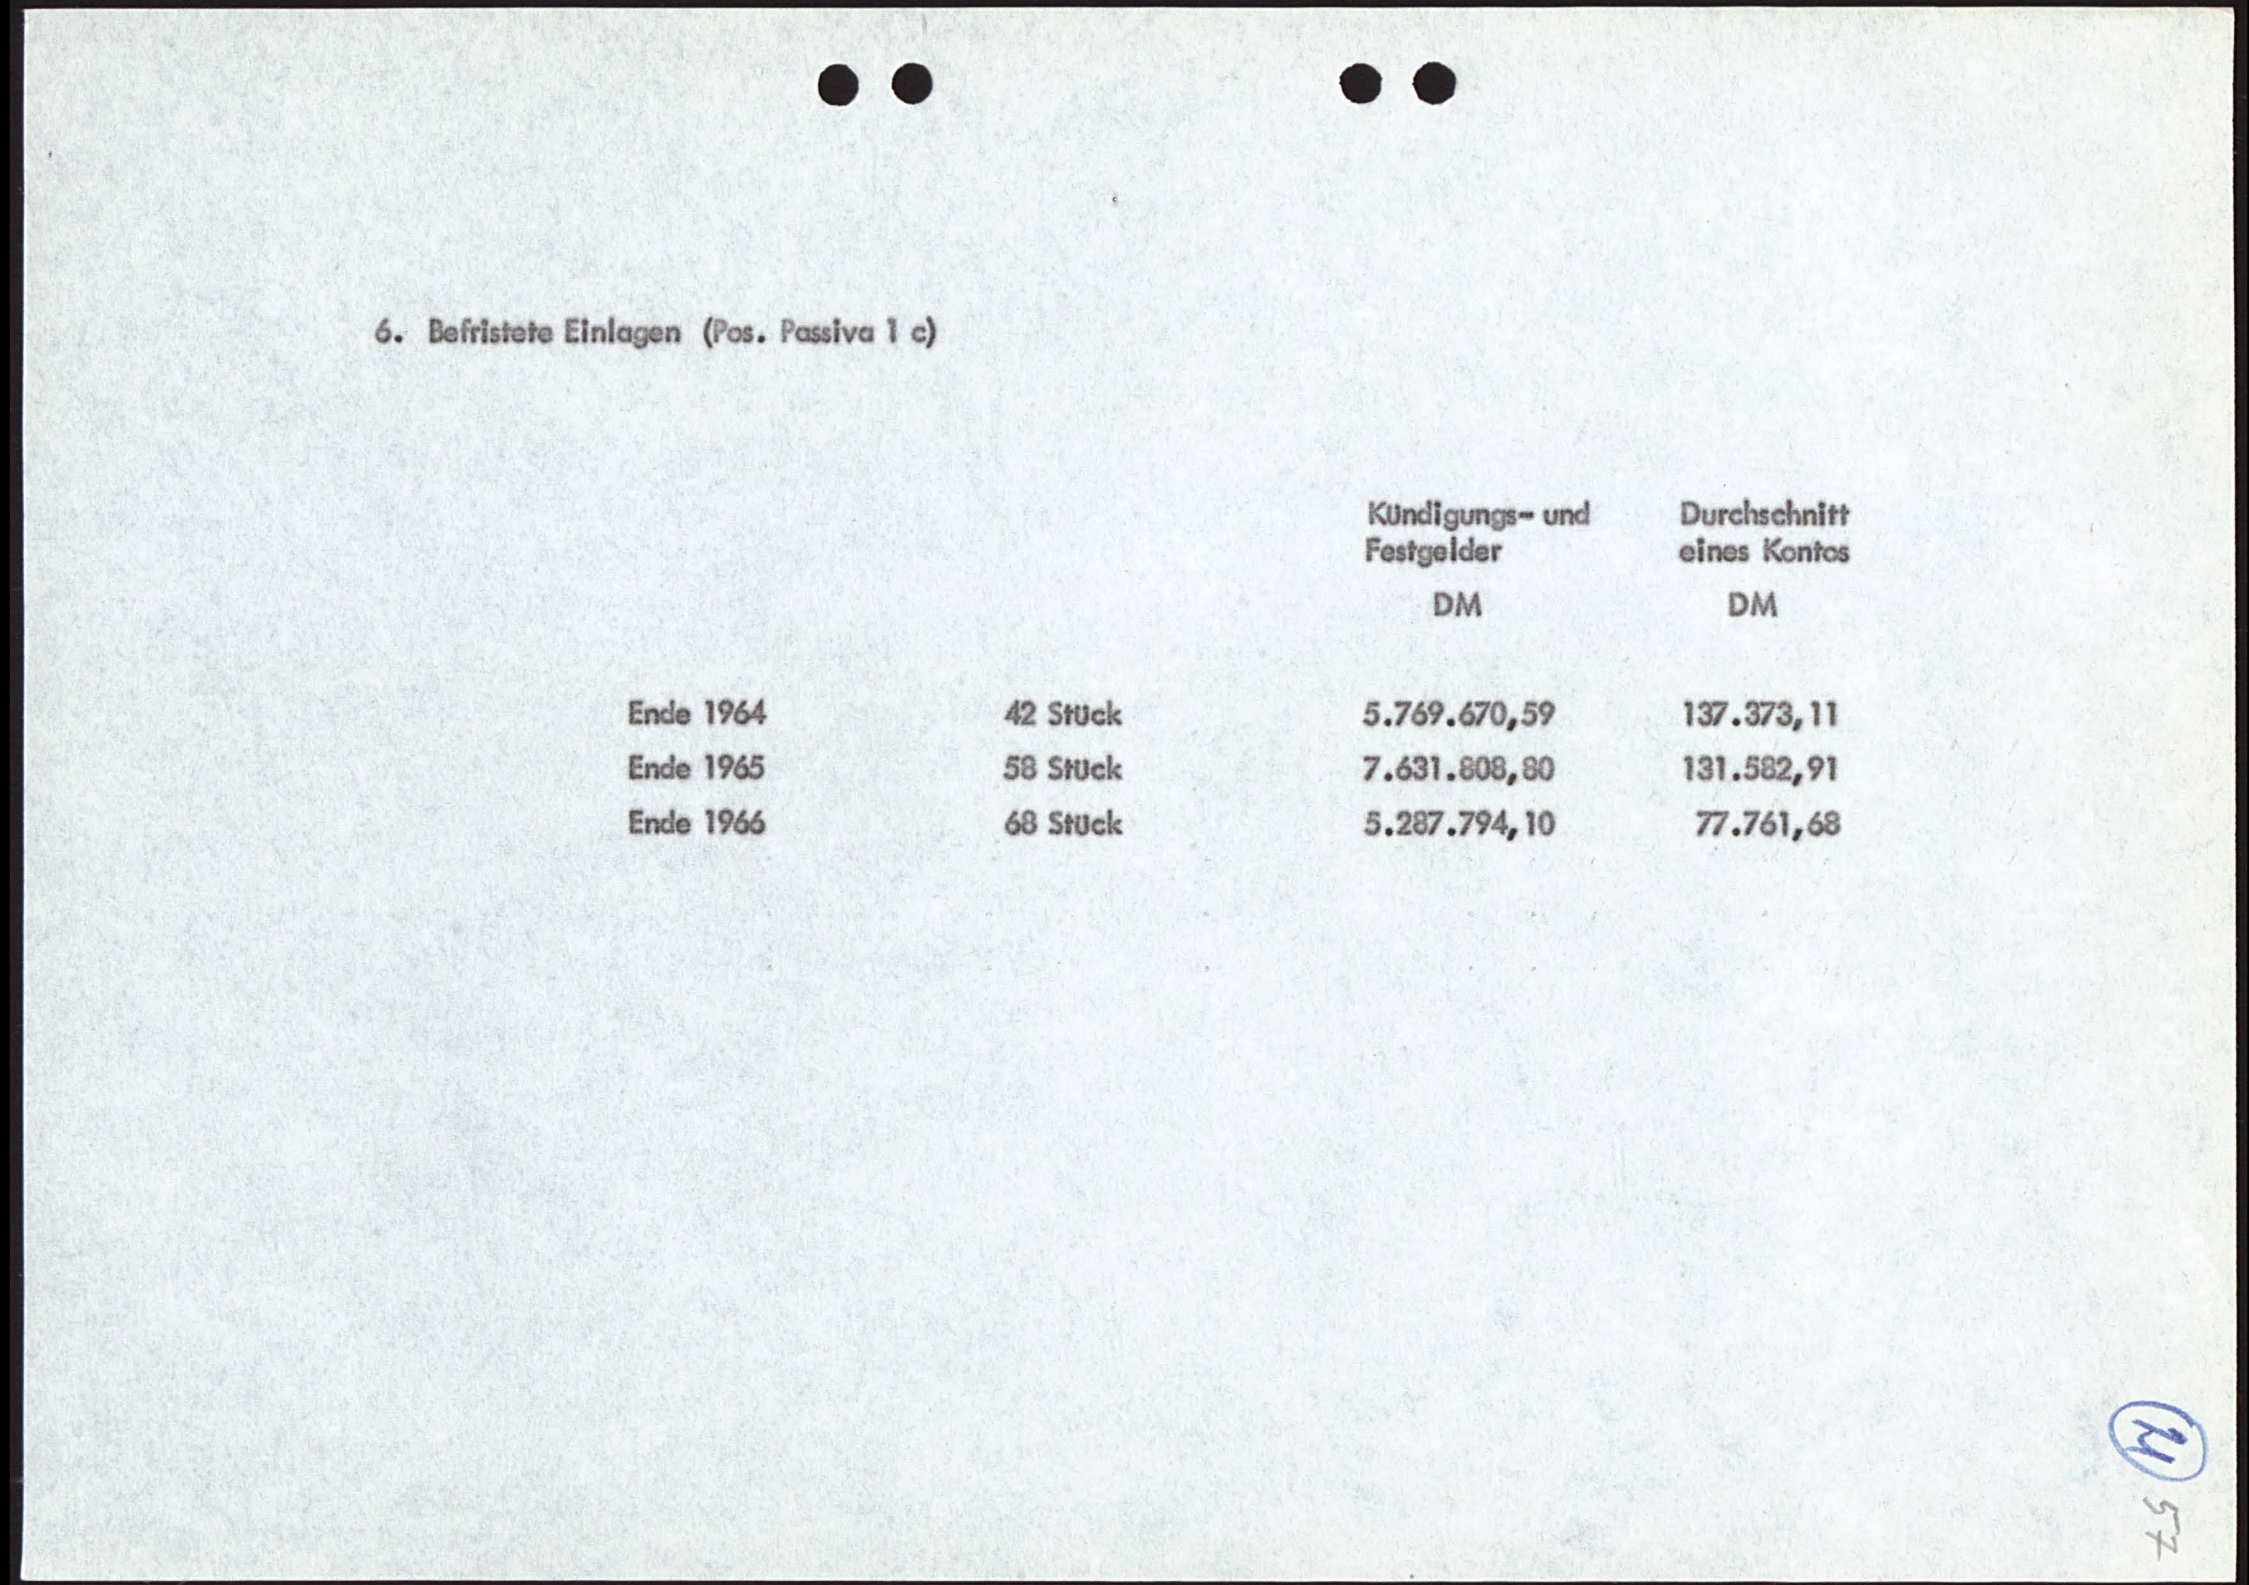 6. Befristete Einlagen (Pos. Passiva 1 c)
Kündigungs- und Durchschnitt
Festgelder eines Kontos
DM DM
Ende 1964 42 Stück 5.769.670,59 137.373,11
Ende 1965 58 Stück 7.631.808,80 131.582,91
Ende 1966 68 Stück 5.287.794,10 77.761,68
57